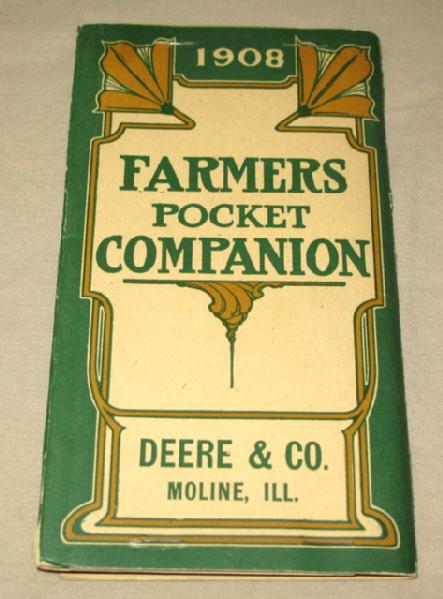 1908
FARMERS
POCKET
COMPANION
DEERE & CO.
MOLINE, ILL.